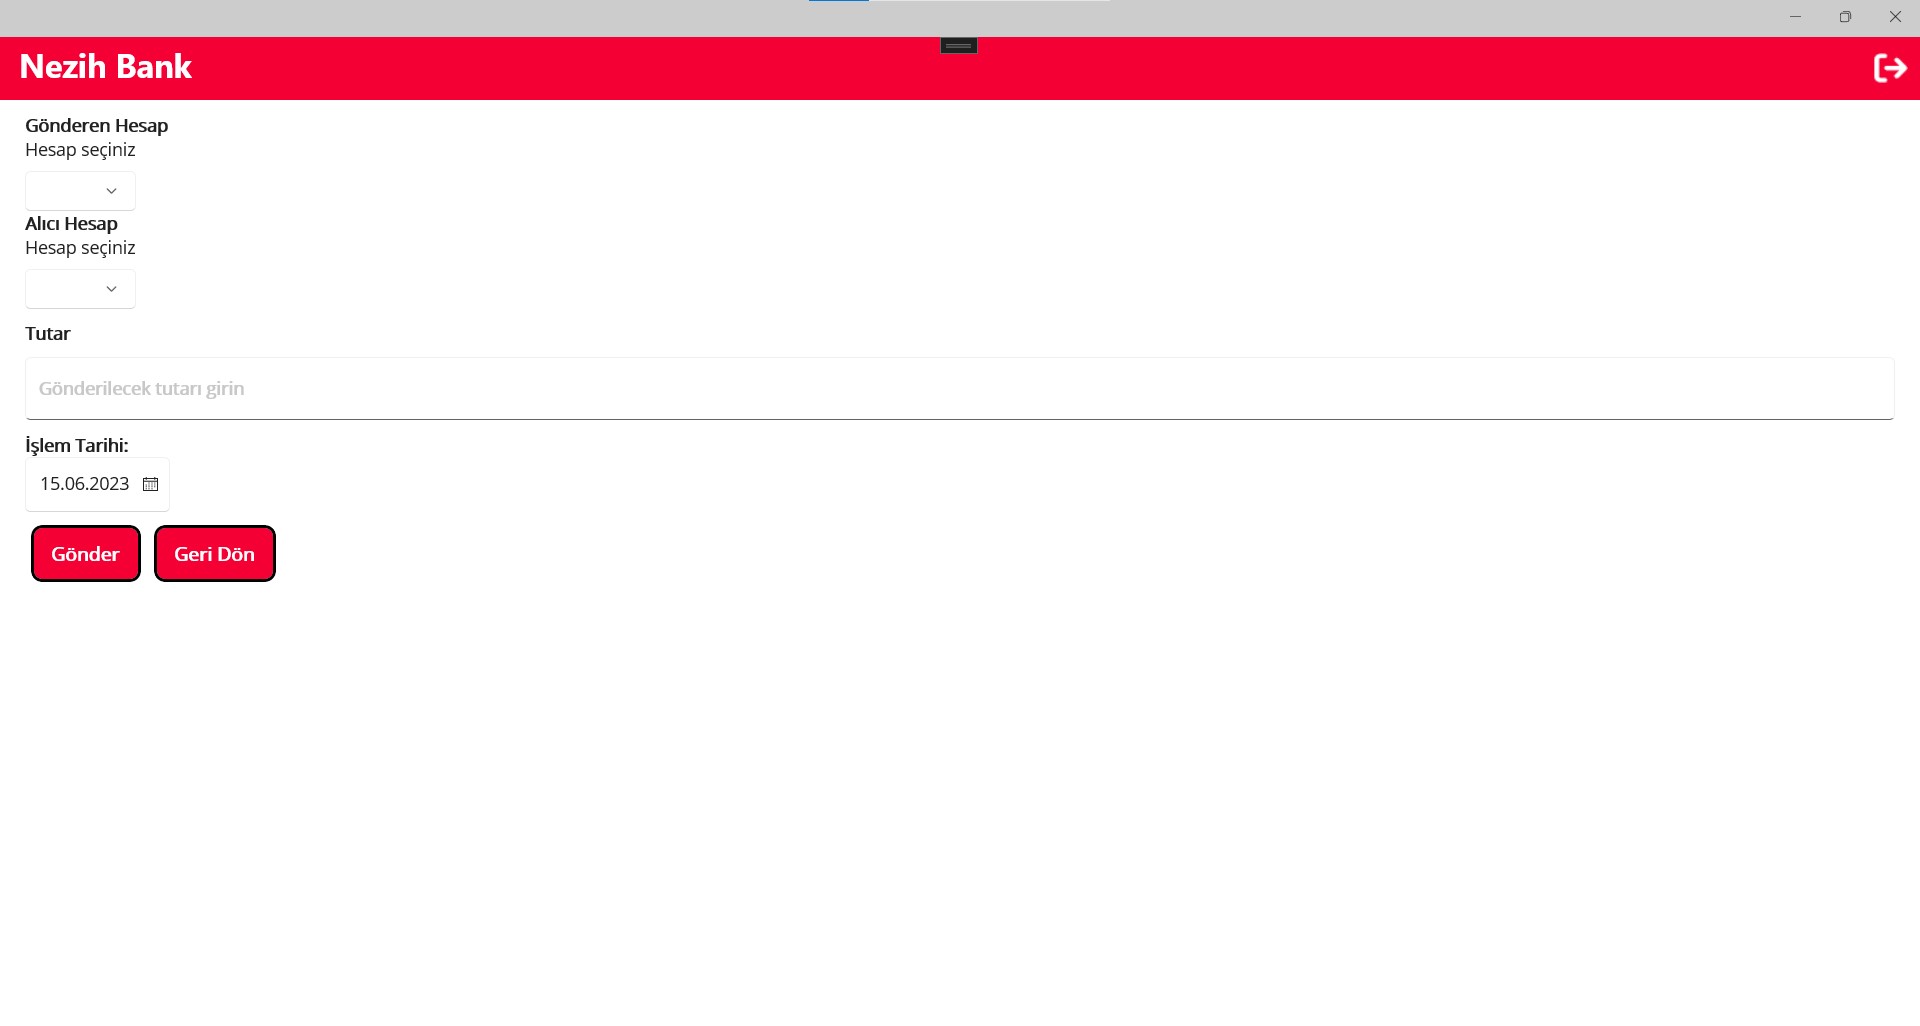 Nezih Bank
Gönderen Hesap
Hesap seçiniz
Alıcı Hesap
Hesap seçiniz
Tutar
Gönderilecek tutarı girin
İşlem Tarihi:
15.06.2023
Gönder Geri Dön